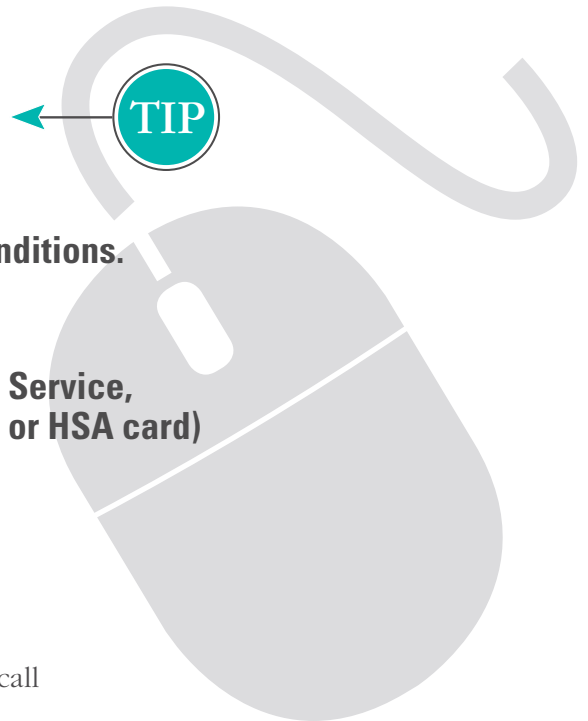 TIP
nditions.
Service,
or HSA card)
call